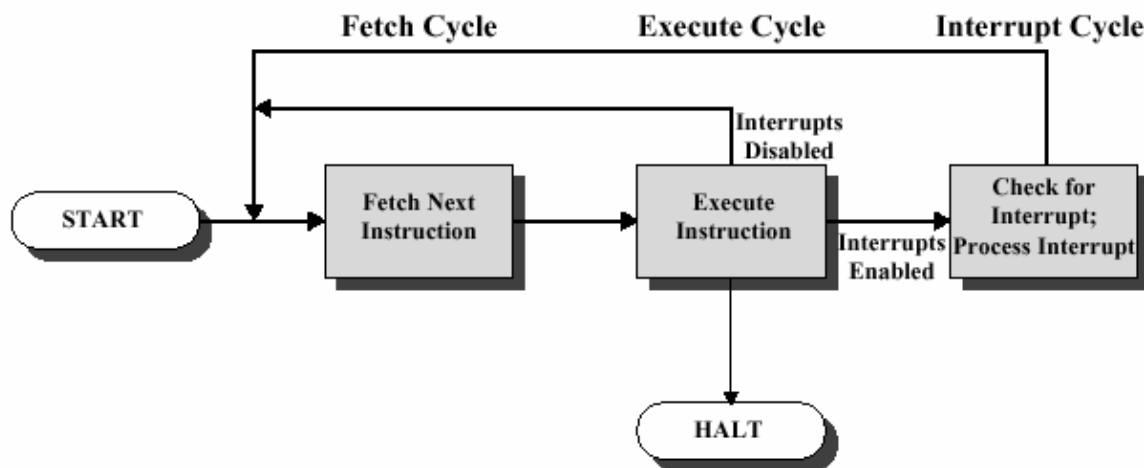 Fetch Cycle
Execute Cycle
Interrupt Cycle
Interrupts
Disabled
START
Fetch Next
Instruction
Execute
Instruction
Interrupts
Enabled
Check for
Interrupt;
Process Interrupt
HALT